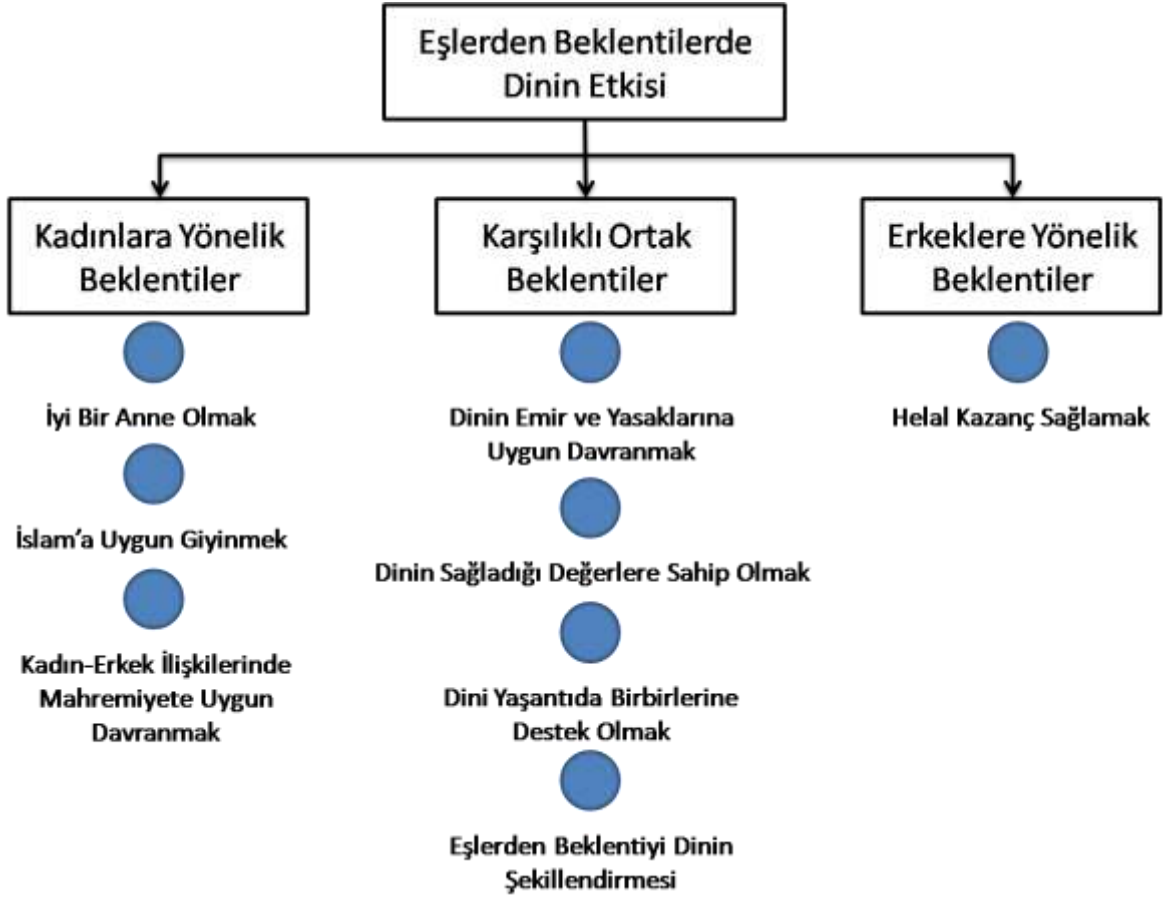 Eşlerden Beklentilerde
Dinin Etkisi
Kadınlara Yönelik
Beklentiler
İyi Bir Anne Olmak
İslam'a Uygun Giyinmek
Kadın-Erkek İlişkilerinde
Mahremiyete Uygun
Davranmak
Karşılıklı Ortak
Beklentiler
Dinin Emir ve Yasaklarına
Uygun Davranmak
Dinin Sağladığı Değerlere Sahip Olmak
Dini Yaşantıda Birbirlerine
Destek Olmak
Eşlerden Beklentiyi Dinin
Şekillendirmesi
Erkeklere Yönelik
Beklentiler
Helal Kazanç Sağlamak